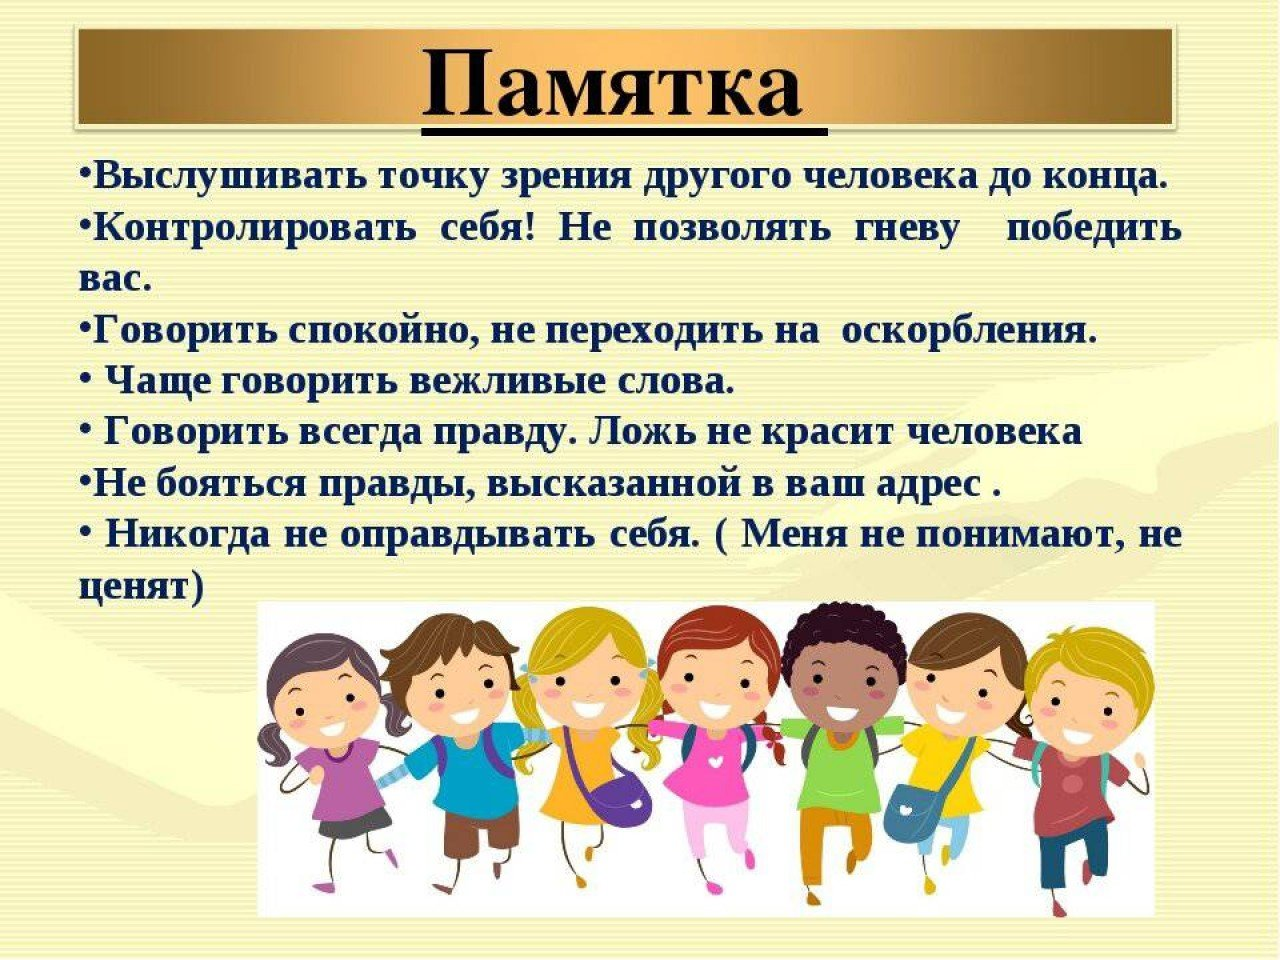 Памятка
•Выслушивать точку зрения другого человека до конца.
•Контролировать себя! Не позволять гневу победить
вас.
•Говорить спокойно, не переходить на оскорбления.
• Чаще говорить вежливые слова.
• Говорить всегда правду. Ложь не красит человека
•Не бояться правды, высказанной в ваш адрес .
• Никогда не оправдывать себя. ( Меня не понимают, не
ценят)